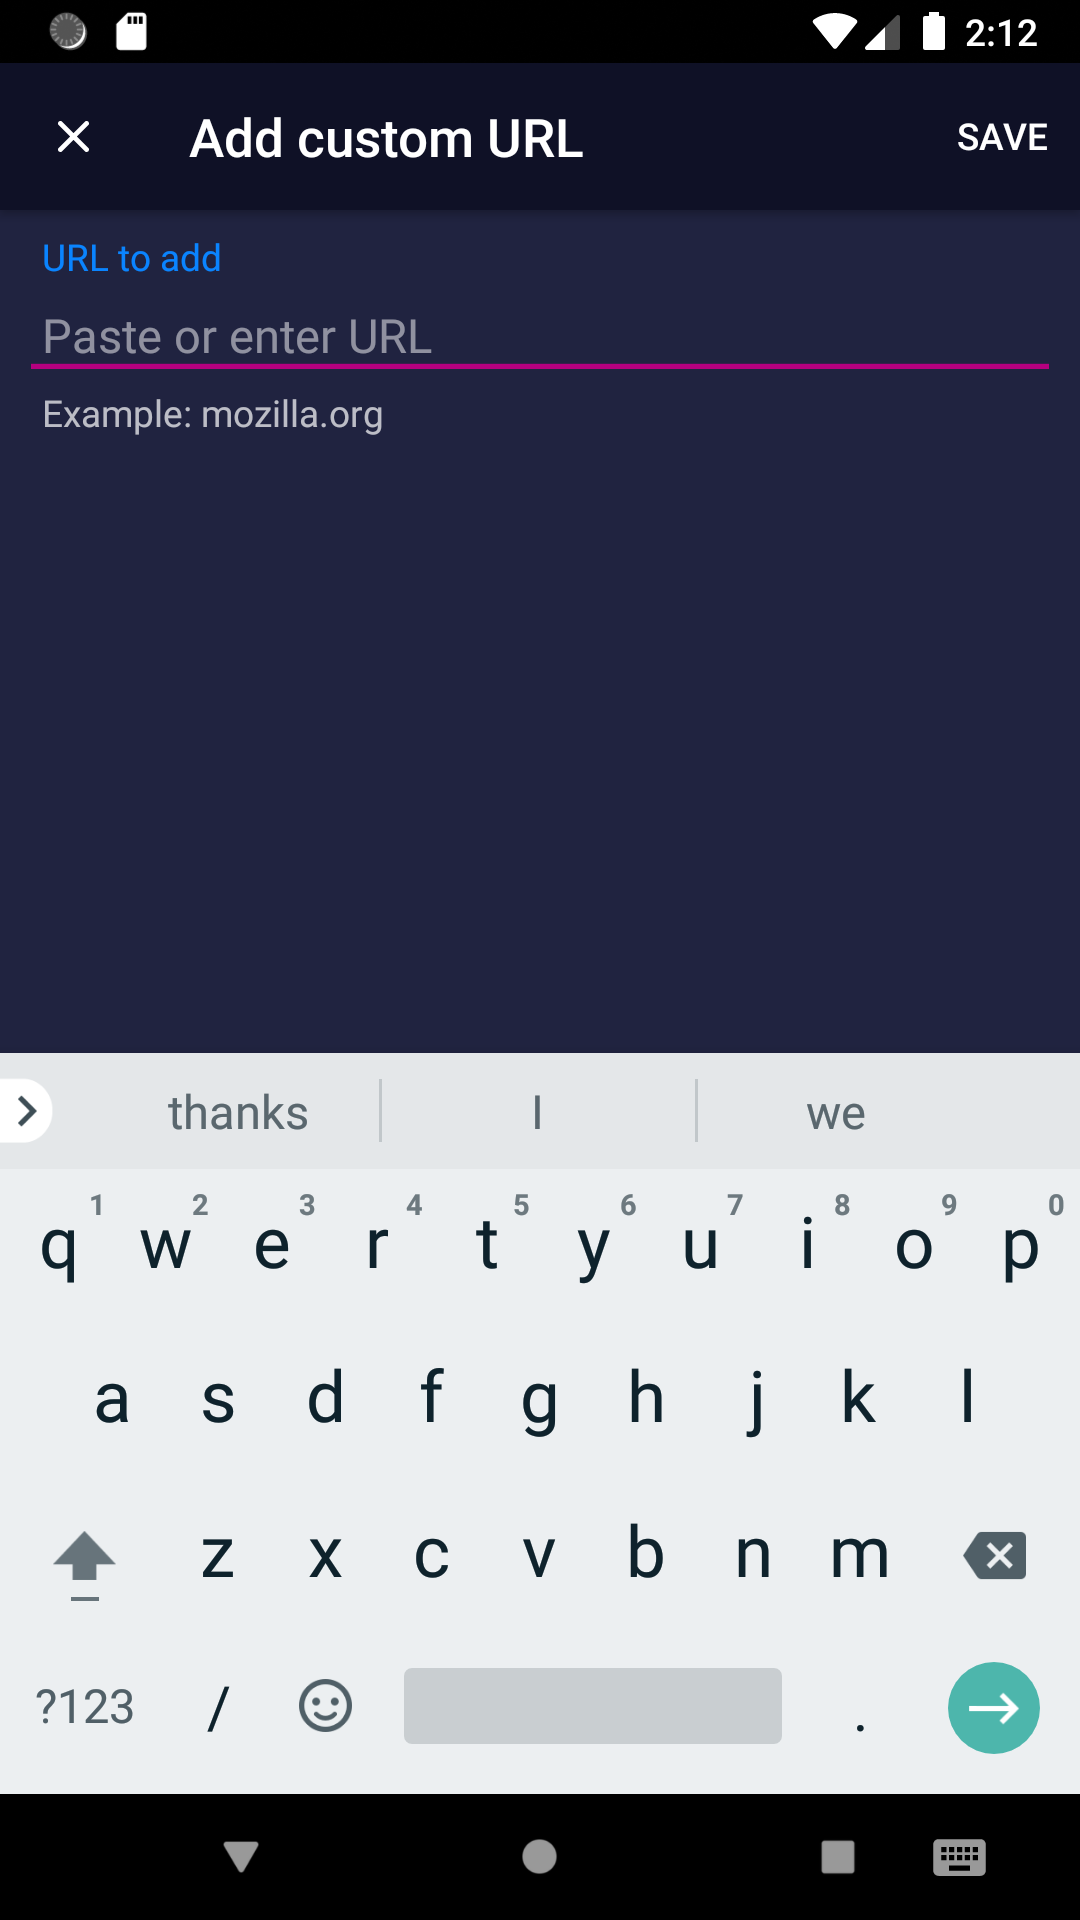 2:12
Add custom URL
SAVE
URL to add
Paste or enter URL
Example: mozilla.org
thanks
I
we
1 2 3 4 5 6 7 8 9 0
q w e r t y u i o p
a s d f g h j k l
z x c v b n m
?123 / .